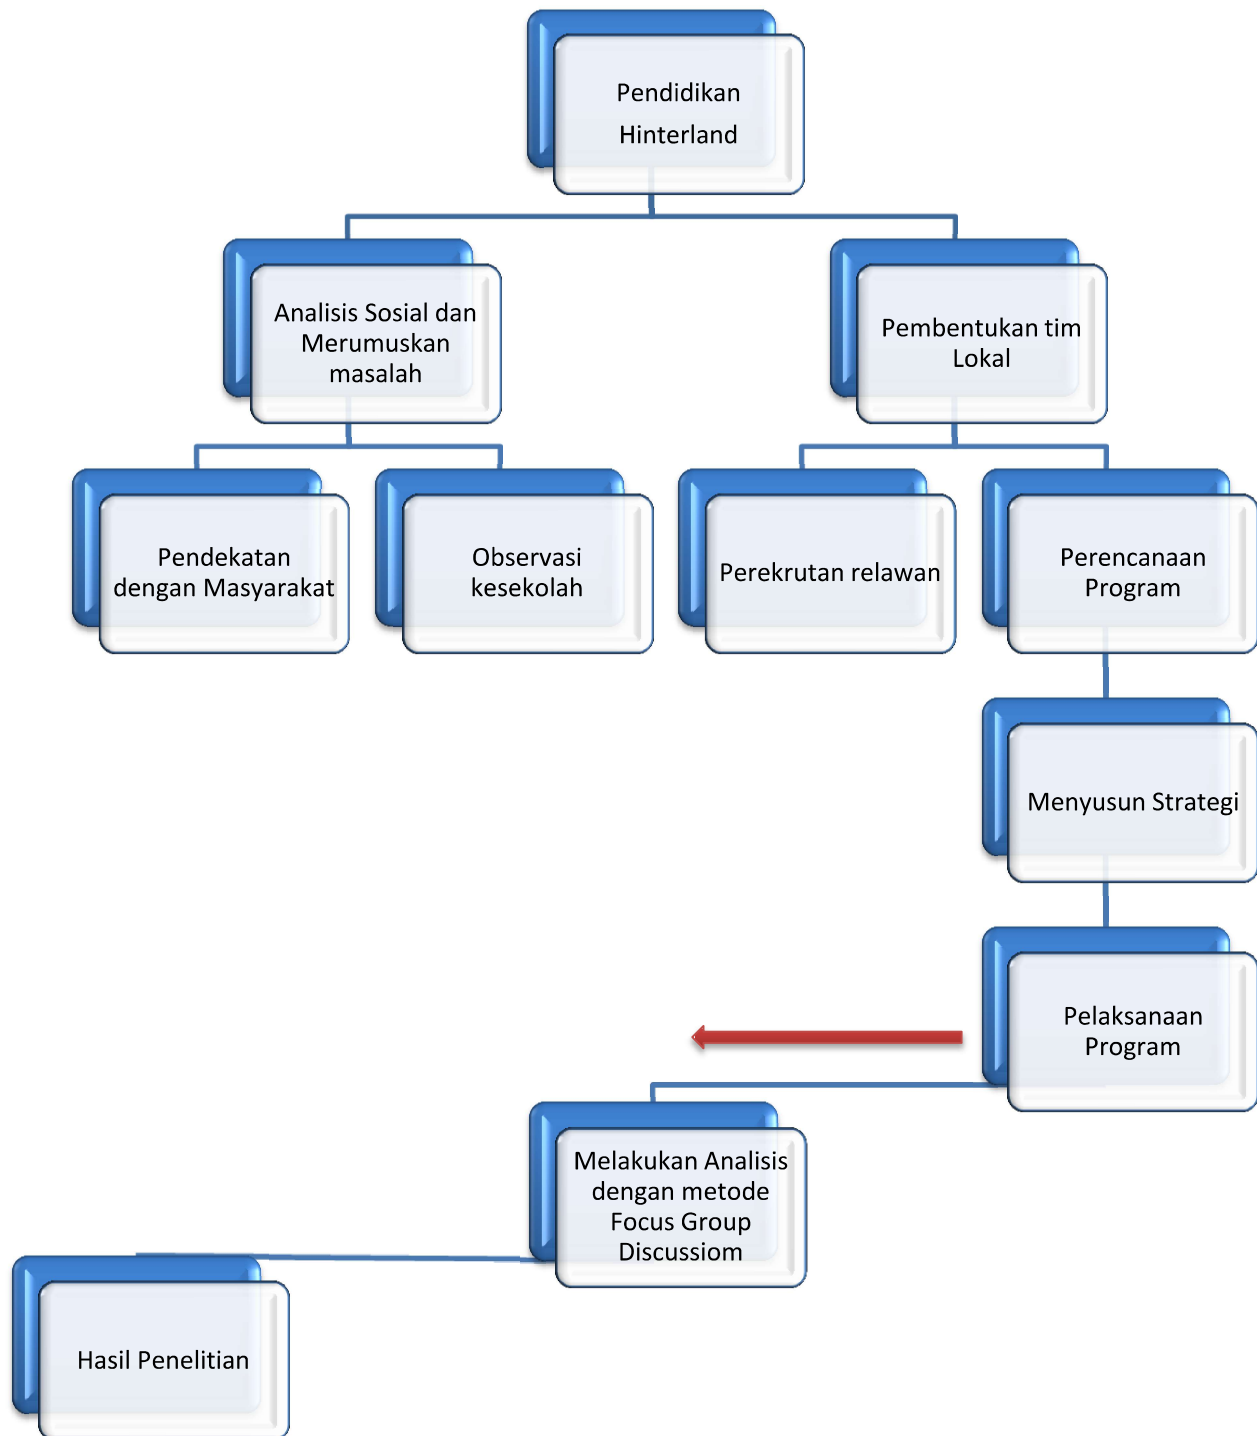 Pendidikan
Hinterland
Analisis Sosial dan
Merumuskan
masalah
Pembentukan tim
Lokal
Pendekatan
dengan Masyarakat
Observasi
kesekolah
Perekrutan relawan
Perencanaan
Program
Menyusun Strategi
Pelaksanaan
Program
Melakukan Analisis
dengan metode
Focus Group
Discussiom
Hasil Penelitian